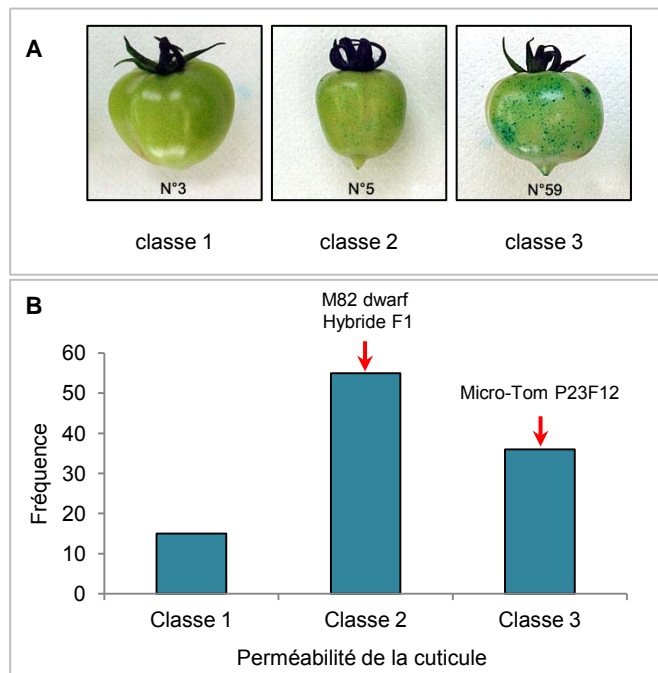 A
N°3
N°5
N°59
classe 1
classe 2
classe 3
B
M82 dwarf
Hybride F1
Micro-Tom P23F12
Fréquence
60
50
40
30
20
10
0
Classe 1
Classe 2
Classe 3
Perméabilité de la cuticule